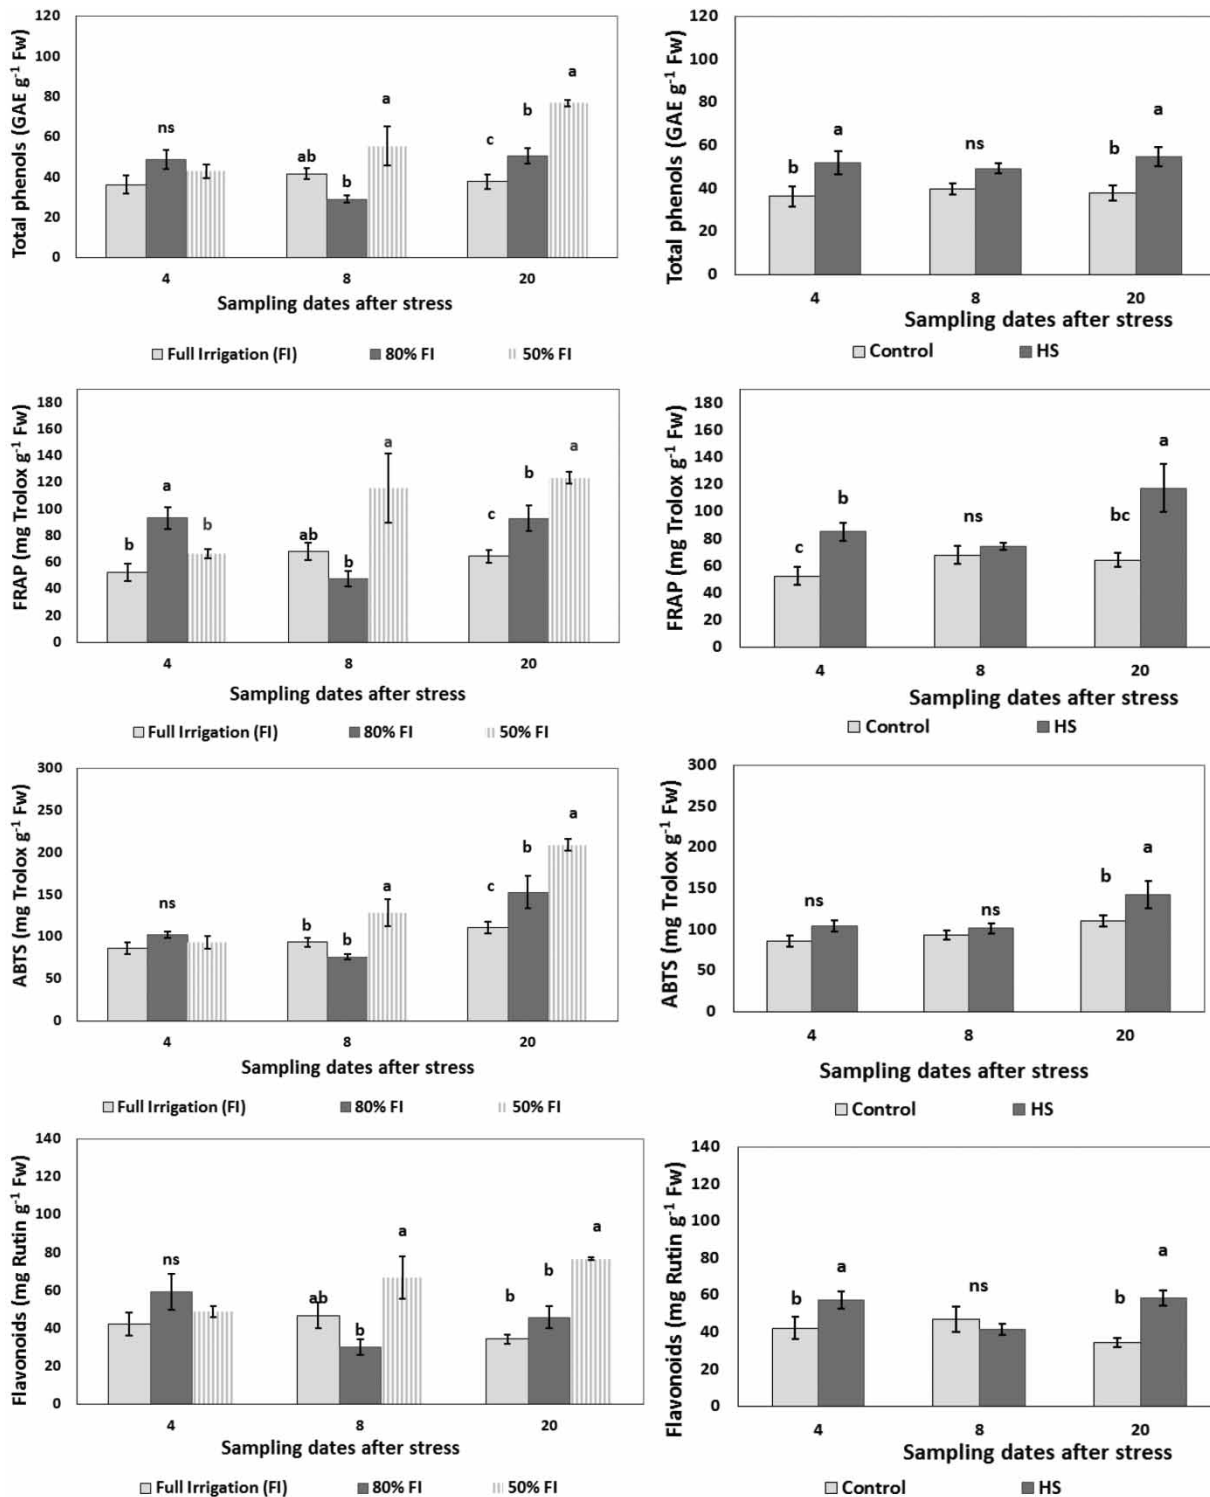 Total phenols (GAE g-1 Fw)
120
100
80
60
40
20
0
ns
ab
b
a
c
b
a
4
8
20
Sampling dates after stress
Full Irrigation (FI)
80% FI
50% FI
Total phenols (GAE g-1 Fw)
120
100
80
60
40
20
0
b
a
ns
b
a
4
8
20
Sampling dates after stress
Control
HS
FRAP (mg Trolox g-1 Fw)
180
160
140
120
100
80
60
40
20
0
b
a
b
ab
b
a
c
b
a
4
8
20
Sampling dates after stress
Full Irrigation (FI)
80% FI
50% FI
FRAP (mg Trolox g-1 Fw)
180
160
140
120
100
80
60
40
20
0
c
b
ns
bc
a
4
8
20
Sampling dates after stress
Control
HS
ABTS (mg Trolox g-1 Fw)
300
250
200
150
100
50
0
ns
b
b
a
c
b
a
4
8
20
Sampling dates after stress
Full Irrigation (FI)
80% FI
50% FI
ABTS (mg Trolox g-1 Fw)
300
250
200
150
100
50
0
ns
ns
b
a
4
8
20
Sampling dates after stress
Control
HS
Flavonoids (mg Rutin g-1 Fw)
140
120
100
80
60
40
20
0
ns
ab
b
a
b
b
a
4
8
20
Sampling dates after stress
Full Irrigation (FI)
80% FI
50% FI
Flavonoids (mg Rutin g-1 Fw)
140
120
100
80
60
40
20
0
b
a
ns
b
a
4
8
20
Sampling dates after stress
Control
HS